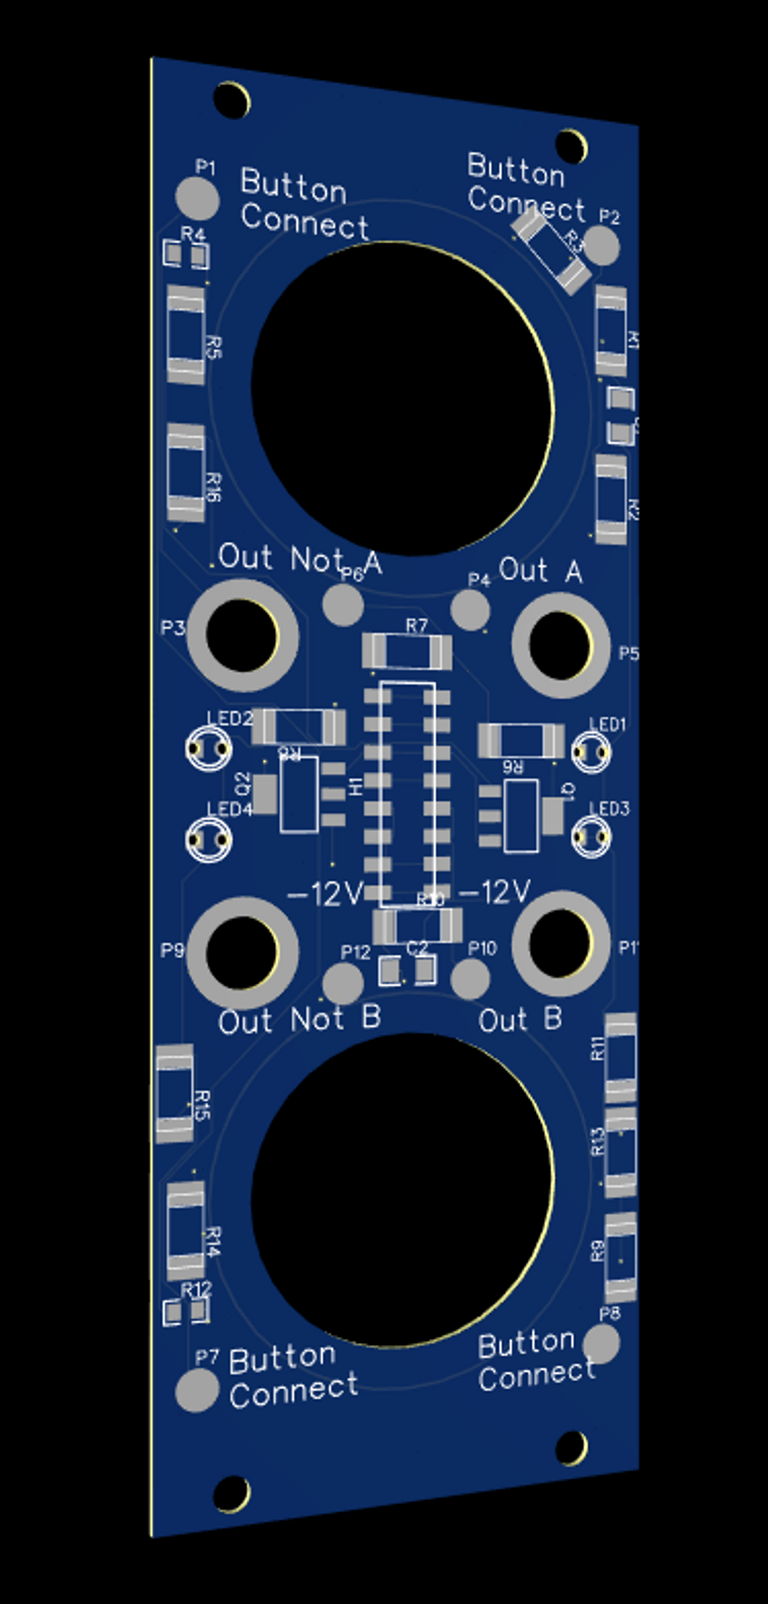 P1
Button
Connect
Button
Connect
P2
R4
R3
R5
R1
R16
R2
Out Not A
P6
Out A
P4
P3
R7
P5
LED2
LED1
R8
R6
Q2
H1
Q1
LED4
LED3
-12V
-12V
R10
P9
P12
C2
P10
Out Not B
Out B
R11
R15
R13
R14
R9
R12
P8
P7
Button
Connect
Button
Connect